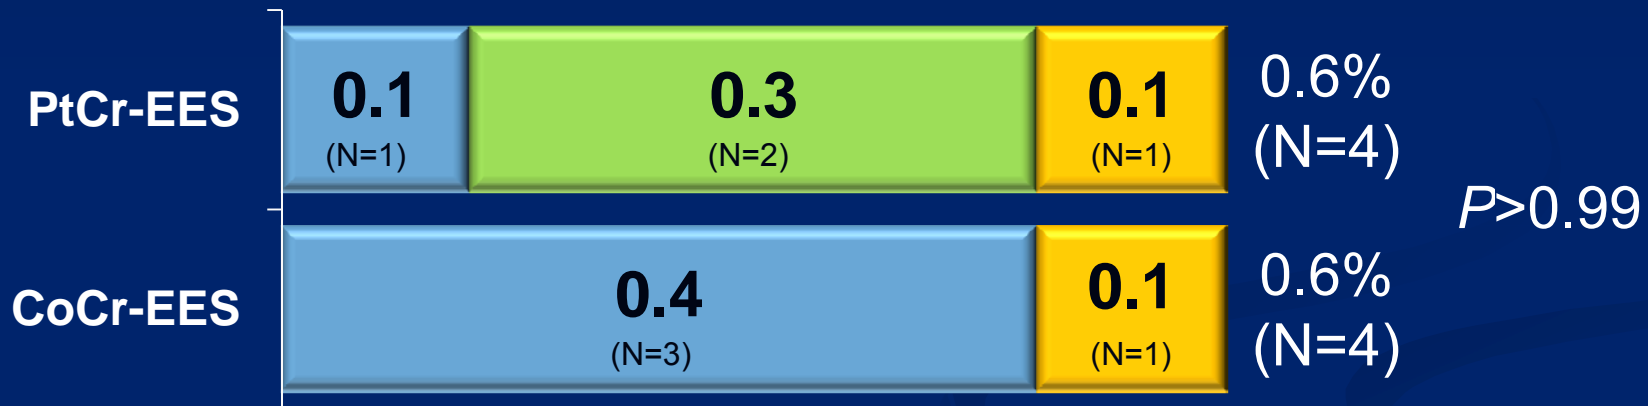 PtCr-EES
0.1
(N=1)
0.3
(N=2)
0.1
(N=1)
0.6%
(N=4)
P>0.99
CoCr-EES
0.4
(N=3)
0.1
(N=1)
0.6%
(N=4)